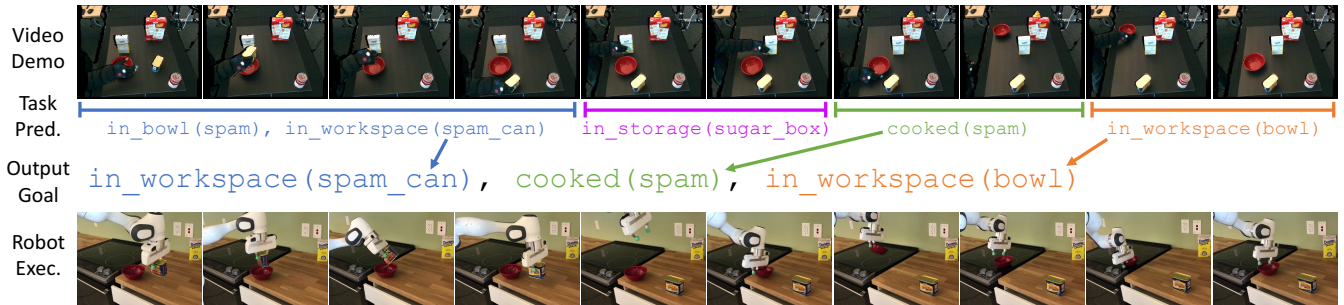 Video
Demo
Task
Pred.
in_bowl(spam), in_workspace(spam_can)
in_storage(sugar_box)
cooked(spam)
in_workspace(bowl)
Output
Goal
in_workspace(spam_can), cooked(spam), in_workspace(bowl)
Robot
Exec.